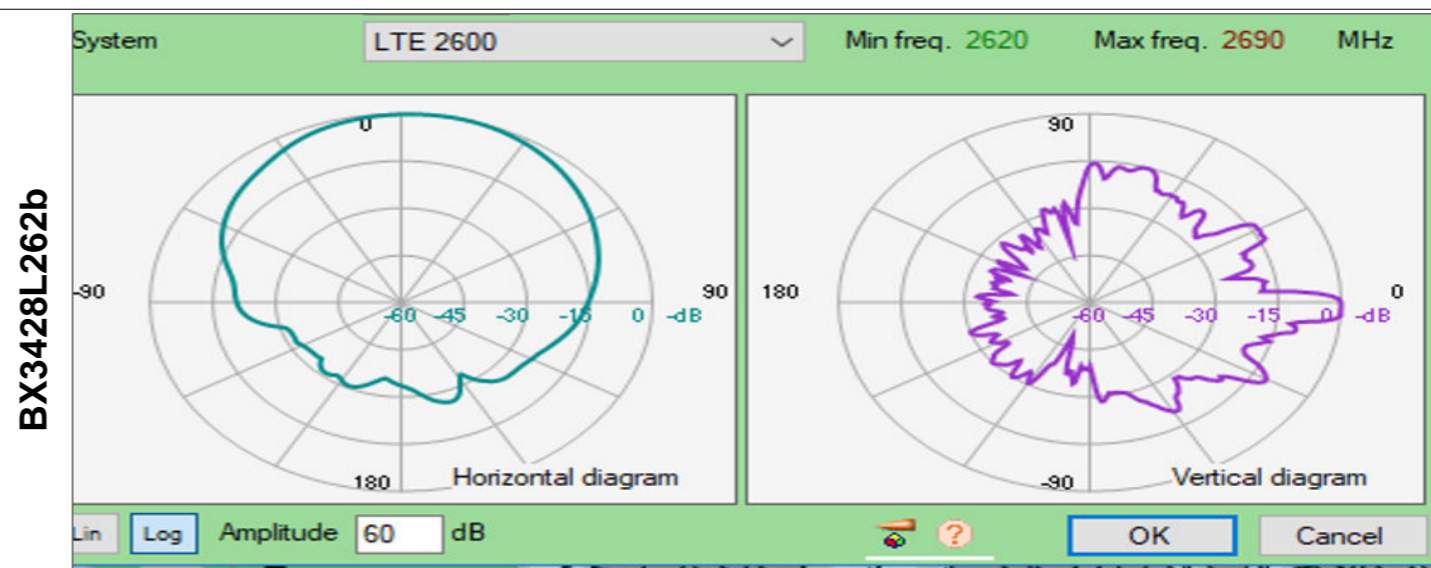 BX3428L262b
System LTE 2600 Min freq. 2620 Max freq. 2690 MHz
0
-90 90
-60 -45 -30 -15 0 -dB
180
Horizontal diagram
90
180 0
-60 -45 -30 -15 0 -dB
-90
Vertical diagram
Lin Log Amplitude 60 dB ? OK Cancel